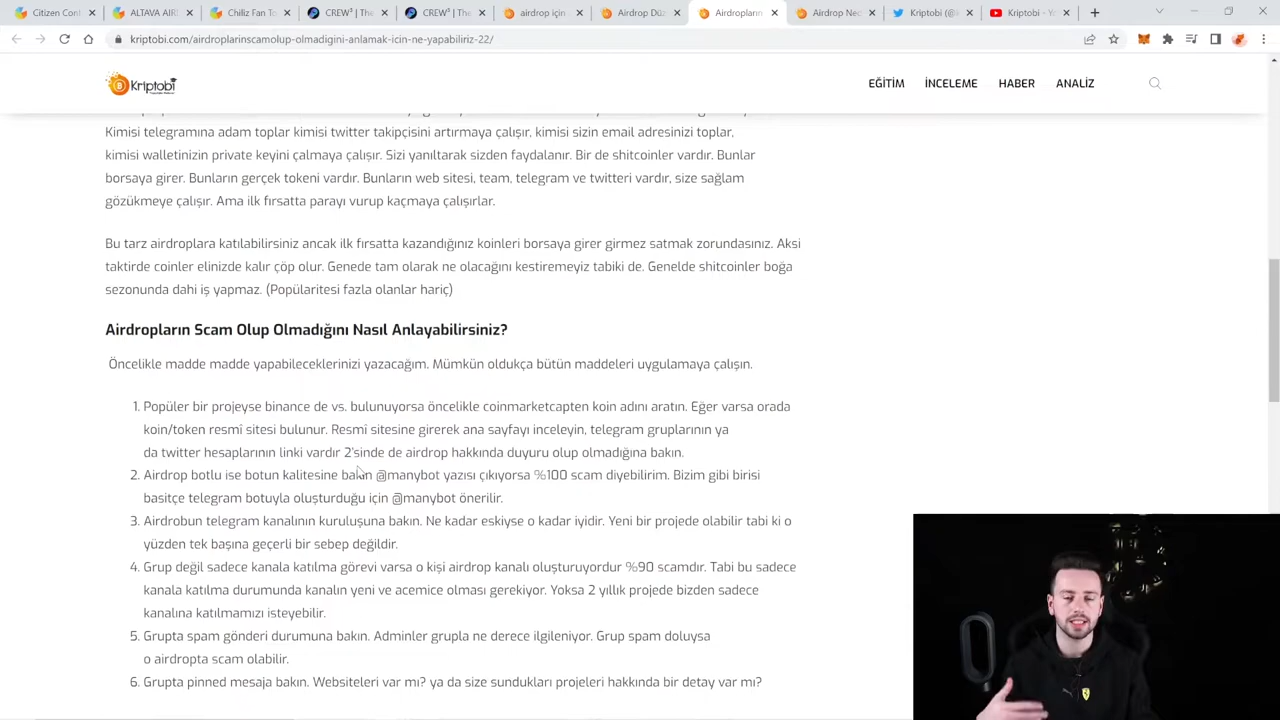 Citizen Con
ALTAVA AIR
Chiliz Fan To
CREW³ | The
CREW³ | The
airdrop için
Airdrop Dü
Airdropların
Airdrop Ned
Kriptobi (@k
Kriptobi - Yo
kriptobi.com/airdroplarinscamolup-olmadigini-anlamak-icin-ne-yapabiliriz-22/
Kriptobi
EĞİTİM
İNCELEME
HABER
ANALİZ
Kimisi telegramına adam toplar kimisi twitter takipçisini artırmaya çalışır, kimisi sizin email adresinizi toplar,
kimisi walletinizin private keyini çalmaya çalışır. Sizi yanıltarak sizden faydalanır. Bir de shitcoinler vardır. Bunlar
borsaya girer. Bunların gerçek tokeni vardır. Bunların web sitesi, team, telegram ve twitteri vardır, size sağlam
gözükmeye çalışır. Ama ilk fırsatta parayı vurup kaçmaya çalışırlar.
Bu tarz airdroplara katılabilirsiniz ancak ilk fırsatta kazandığınız koinleri borsaya girer girmez satmak zorundasınız. Aksi
taktirde coinler elinizde kalır çöp olur. Genede tam olarak ne olacağını kestiremeyiz tabiki de. Genelde shitcoinler boğa
sezonunda dahi iş yapmaz. (Popülaritesi fazla olanlar hariç)
Airdropların Scam Olup Olmadığını Nasıl Anlayabilirsiniz?
Öncelikle madde madde yapabileceklerinizi yazacağım. Mümkün oldukça bütün maddeleri uygulamaya çalışın.
1. Popüler bir projeyse binance de vs. bulunuyorsa öncelikle coinmarketcapten koin adını aratın. Eğer varsa orada
koin/token resmî sitesi bulunur. Resmî sitesine girerek ana sayfayı inceleyin, telegram gruplarının ya
da twitter hesaplarının linki vardır 2'sinde de airdrop hakkında duyuru olup olmadığına bakın.
2. Airdrop botlu ise botun kalitesine bakın @manybot yazısı çıkıyorsa %100 scam diyebilirim. Bizim gibi birisi
basitçe telegram botuyla oluşturduğu için @manybot önerilir.
3. Airdrobun telegram kanalının kuruluşuna bakın. Ne kadar eskiyse o kadar iyidir. Yeni bir projede olabilir tabi ki o
yüzden tek başına geçerli bir sebep değildir.
4. Grup değil sadece kanala katılma görevi varsa o kişi airdrop kanalı oluşturuyordur %90 scamdır. Tabi bu sadece
kanala katılma durumunda kanalın yeni ve acemice olması gerekiyor. Yoksa 2 yıllık projede bizden sadece
kanalına katılmamızı isteyebilir.
5. Grupta spam gönderi durumuna bakın. Adminler grupla ne derece ilgileniyor. Grup spam doluysa
o airdropta scam olabilir.
6. Grupta pinned mesaja bakın. Websiteleri var mı? ya da size sundukları projeleri hakkında bir detay var mı?